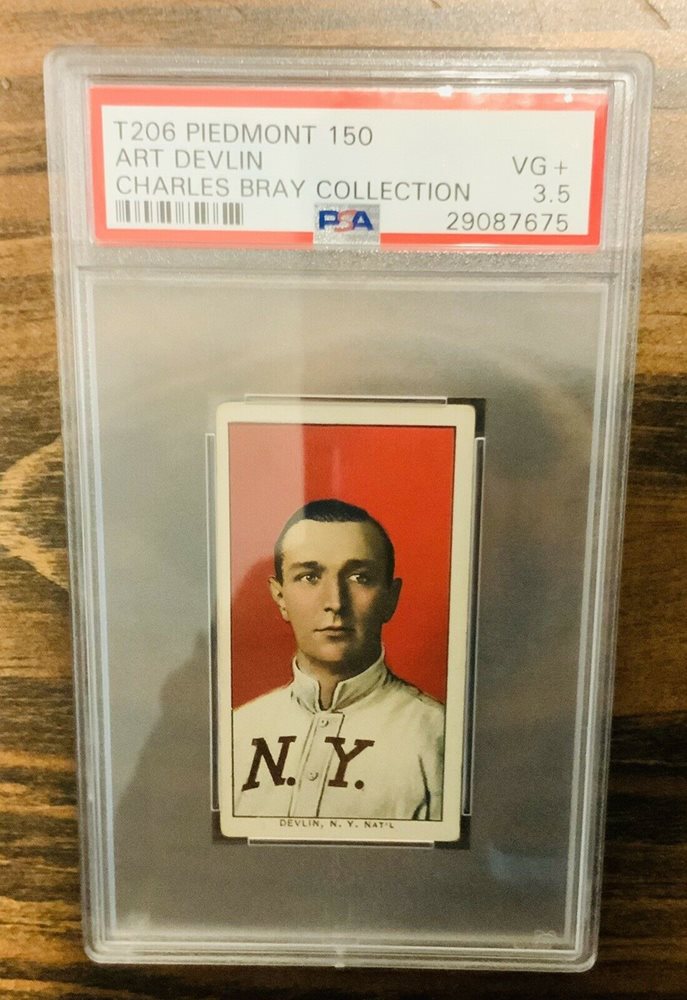 T206 PIEDMONT 150
ART DEVLIN VG+
CHARLES BRAY COLLECTION 3.5
PSA 29087675
N. Y.
DEVLIN, N. Y. NAT'L